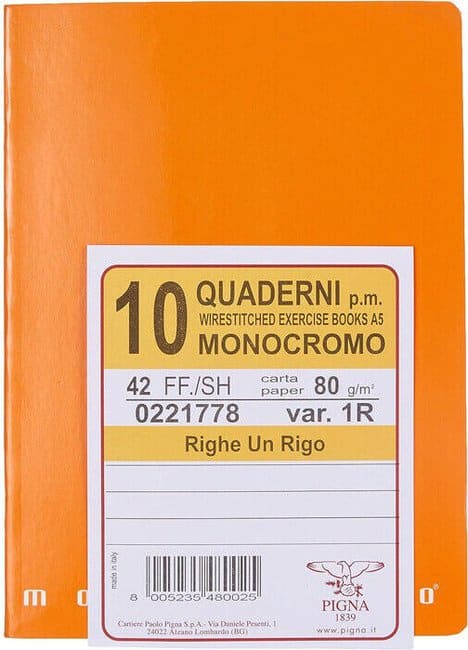 10 QUADERNI p.m.
WIRESTITCHED EXERCISE BOOKS A5
MONOCROMO
42 FF./SH carta paper 80 g/m²
0221778 var. 1R
Righe Un Rigo
made in italy
8 005235 480025
PIGNA
1839
Cartiere Paolo Pigna S.p.A. - Via Daniele Pesenti, 1
24022 Alzano Lombardo (BG)
www.pigna.it
m o o